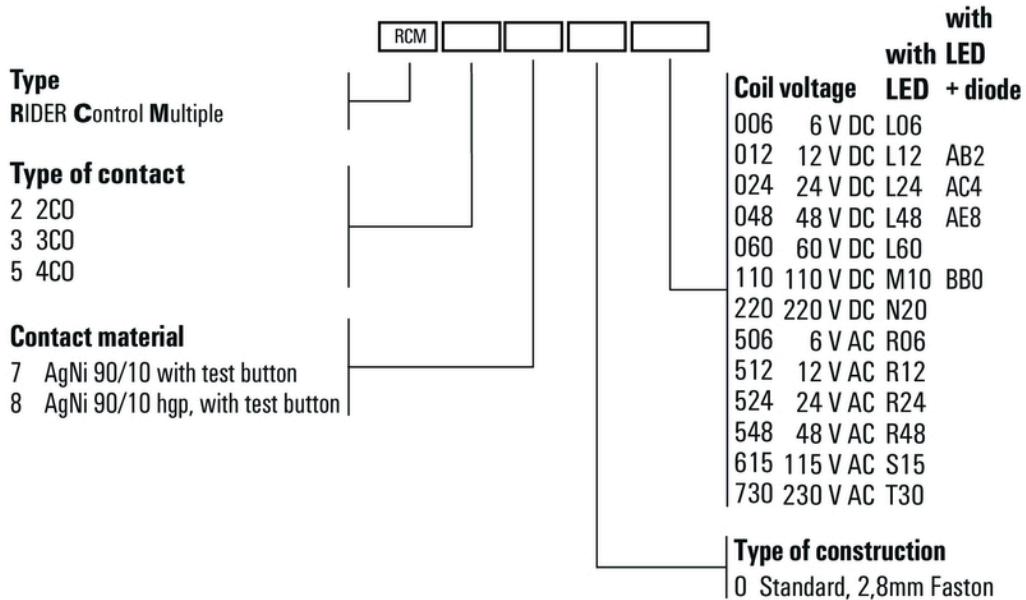 RCM
Type
RIDER Control Multiple
Type of contact
2 2CO
3 3CO
5 4CO
Contact material
7 AgNi 90/10 with test button
8 AgNi 90/10 hgp, with test button
with
with LED
Coil voltage LED + diode
006 6 V DC L06
012 12 V DC L12 AB2
024 24 V DC L24 AC4
048 48 V DC L48 AE8
060 60 V DC L60
110 110 V DC M10 BB0
220 220 V DC N20
506 6 V AC R06
512 12 V AC R12
524 24 V AC R24
548 48 V AC R48
615 115 V AC S15
730 230 V AC T30
Type of construction
0 Standard, 2,8mm Faston